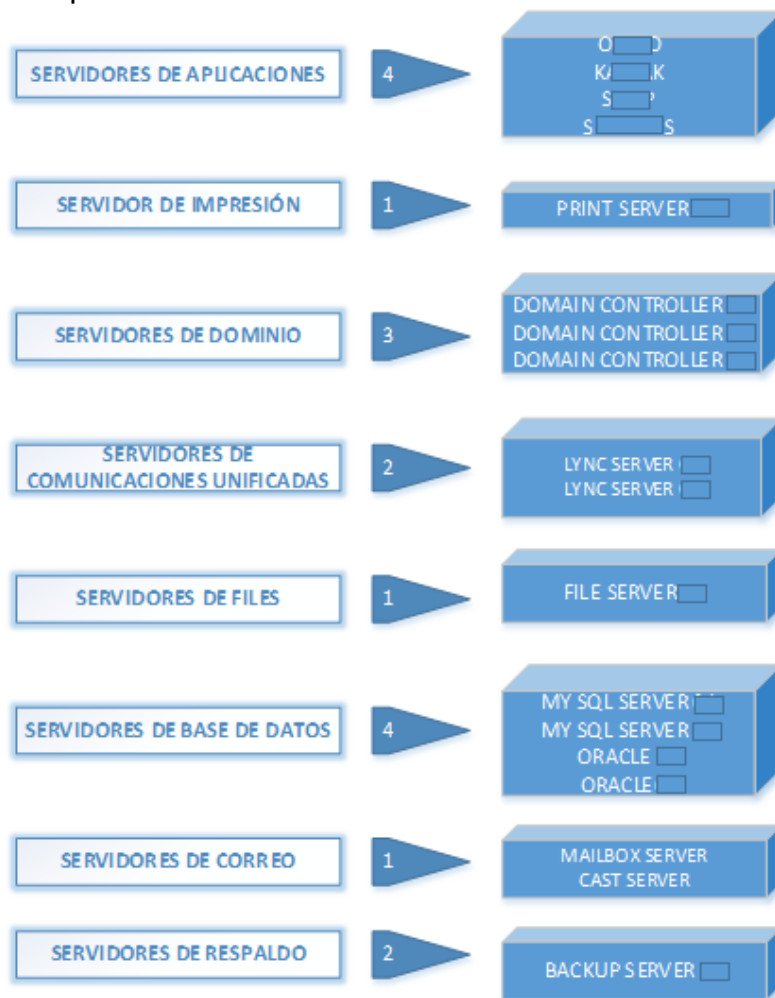 SERVIDORES DE APLICACIONES
4
SERVIDOR DE IMPRESIÓN
1
PRINT SERVER
SERVIDORES DE DOMINIO
3
DOMAIN CONTROLLER
DOMAIN CONTROLLER
DOMAIN CONTROLLER
SERVIDORES DE
COMUNICACIONES UNIFICADAS
2
LYNC SERVER
LYNC SERVER
SERVIDORES DE FILES
1
FILE SERVER
SERVIDORES DE BASE DE DATOS
4
MY SQL SERVER
MY SQL SERVER
ORACLE
ORACLE
SERVIDORES DE CORREO
1
MAILBOX SERVER
CAST SERVER
SERVIDORES DE RESPALDO
2
BACKUP SERVER